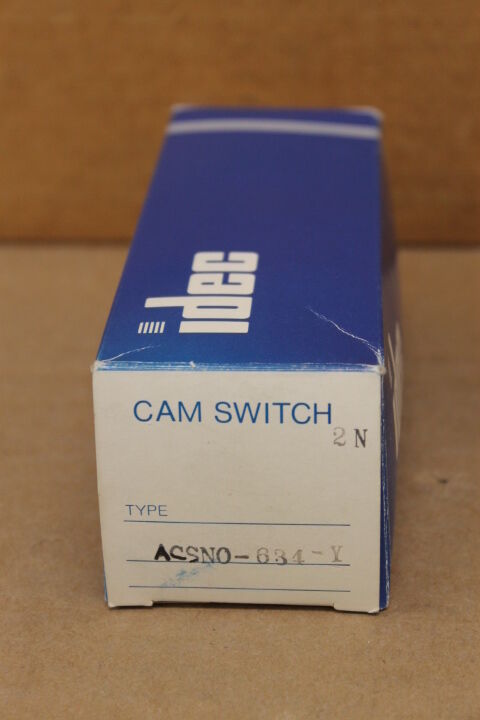 idec
CAM SWITCH
2N
TYPE
ACSNO-634-Y